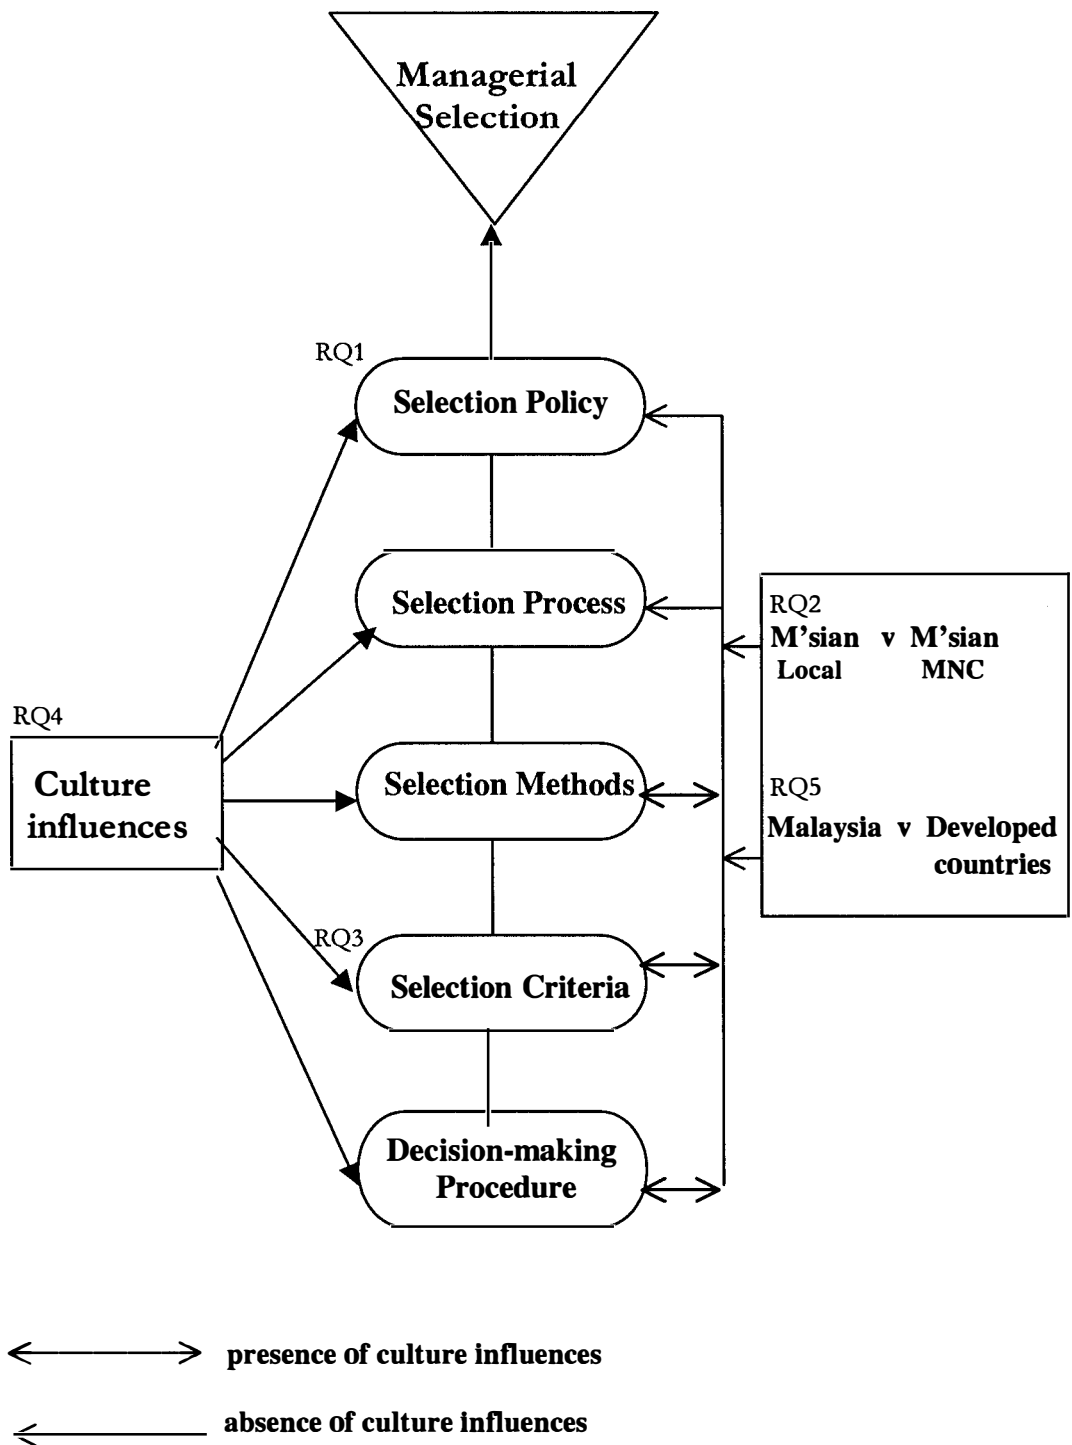 Managerial
Selection
RQ1
Selection Policy
Selection Process
RQ2
M'sian v M'sian
Local MNC
RQ4
Culture
influences
Selection Methods
RQ5
Malaysia v Developed
countries
RQ3
Selection Criteria
Decision-making
Procedure
presence of culture influences
absence of culture influences